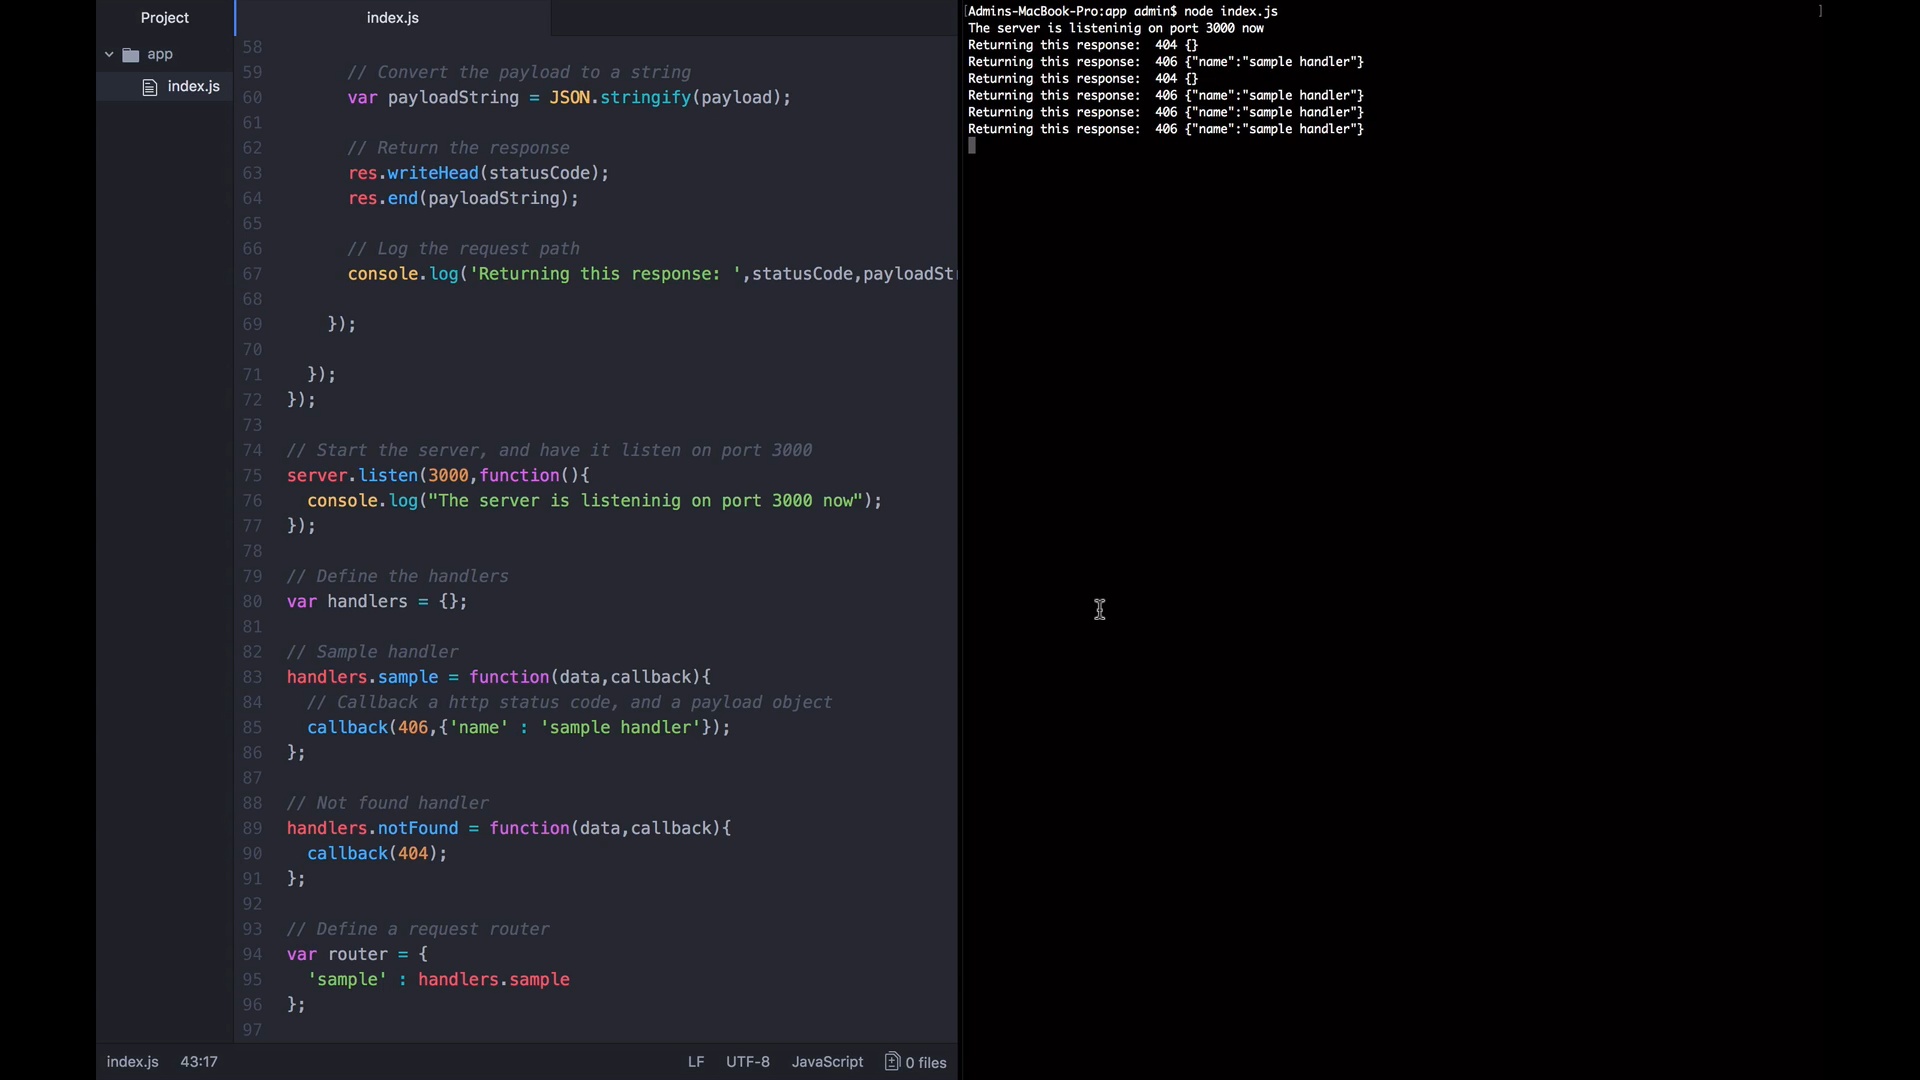 Project
app
index.js
index.js
58
59 // Convert the payload to a string
60 var payloadString = JSON.stringify(payload);
61
62 // Return the response
63 res.writeHead(statusCode);
64 res.end(payloadString);
65
66 // Log the request path
67 console.log('Returning this response: ',statusCode,payloadStr
68
69 });
70
71 });
72 });
73
74 // Start the server, and have it listen on port 3000
75 server.listen(3000,function(){
76 console.log("The server is listeninig on port 3000 now");
77 });
78
79 // Define the handlers
80 var handlers = {};
81
82 // Sample handler
83 handlers.sample = function(data,callback){
84 // Callback a http status code, and a payload object
85 callback(406,{'name' : 'sample handler'});
86 };
87
88 // Not found handler
89 handlers.notFound = function(data,callback){
90 callback(404);
91 };
92
93 // Define a request router
94 var router = {
95 'sample' : handlers.sample
96 };
97
index.js 43:17 LF UTF-8 JavaScript 0 files
[Admins-MacBook-Pro:app admin$ node index.js ]
The server is listeninig on port 3000 now
Returning this response:  404 {}
Returning this response:  406 {"name":"sample handler"}
Returning this response:  404 {}
Returning this response:  406 {"name":"sample handler"}
Returning this response:  406 {"name":"sample handler"}
Returning this response:  406 {"name":"sample handler"}